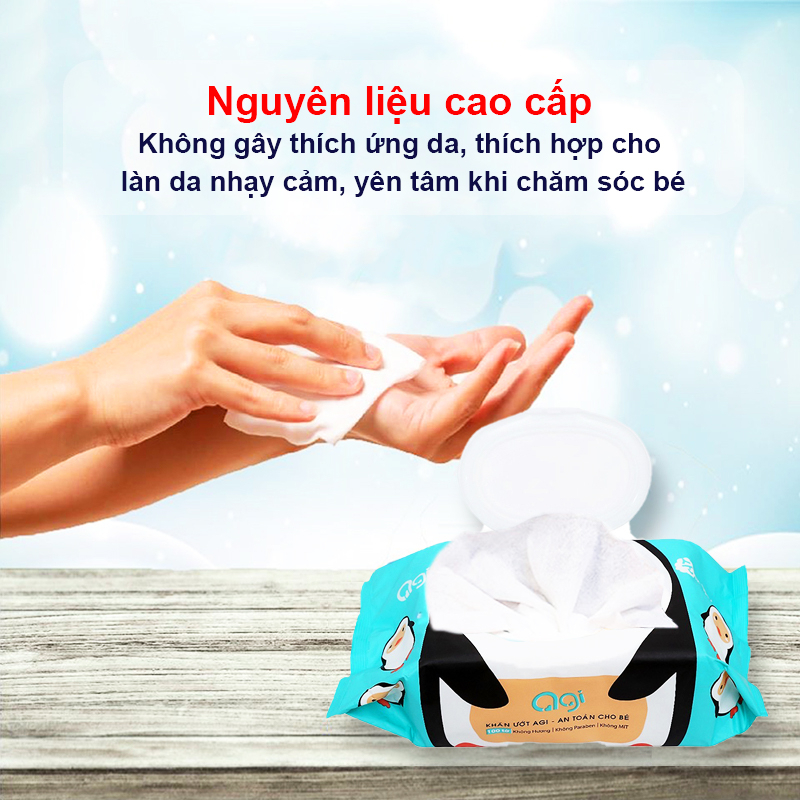 Nguyên liệu cao cấp
Không gây thích ứng da, thích hợp cho
làn da nhạy cảm, yên tâm khi chăm sóc bé
agi
agi
KHĂN ƯỚT AGI - AN TOÀN CHO BÉ
100 tờ Không Hương | Không Paraben | Không MIT